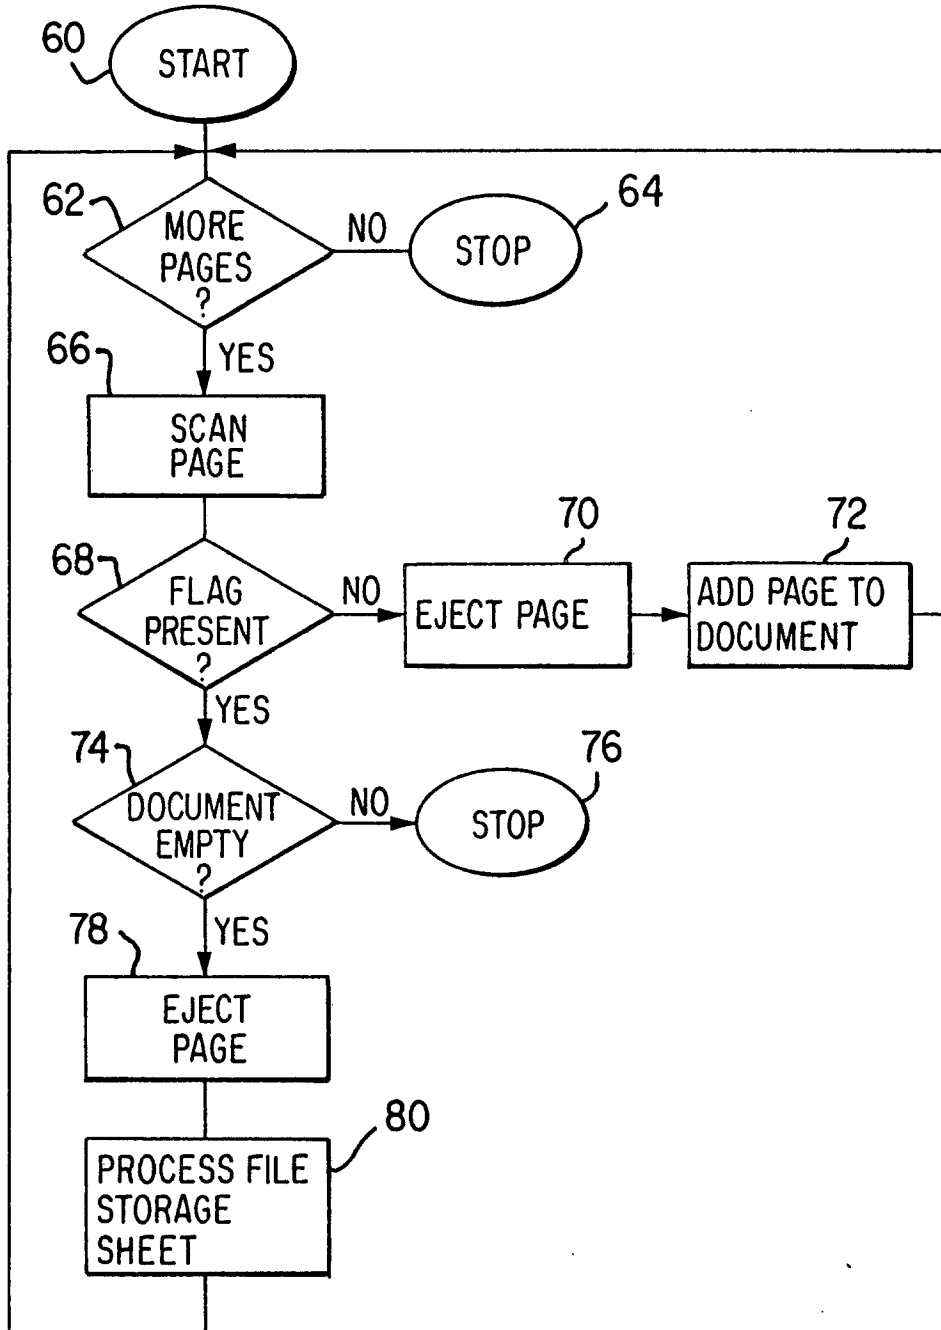 60
START
62
MORE
PAGES
?
NO
64
STOP
YES
66
SCAN
PAGE
68
FLAG
PRESENT
?
NO
70
EJECT PAGE
72
ADD PAGE TO
DOCUMENT
YES
74
DOCUMENT
EMPTY
?
NO
76
STOP
YES
78
EJECT
PAGE
80
PROCESS FILE
STORAGE
SHEET